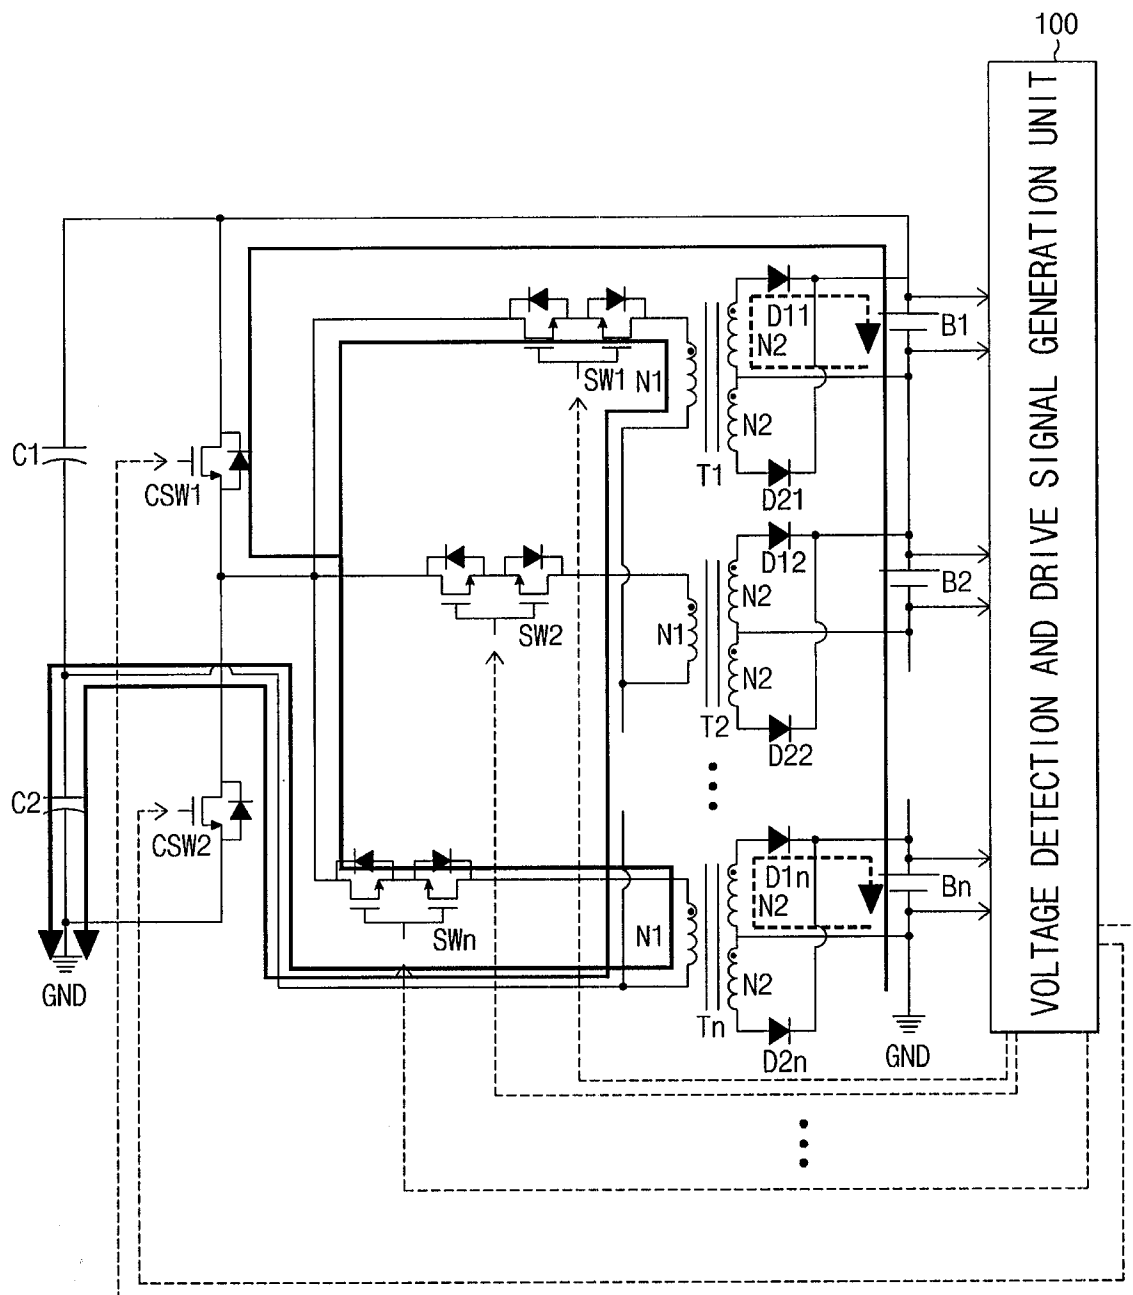 100
VOLTAGE DETECTION AND DRIVE SIGNAL GENERATION UNIT
D11
N2
B1
SW1
N1
N2
C1
CSW1
T1
D21
D12
N2
B2
SW2
N1
N2
T2
D22
C2
CSW2
D1n
N2
Bn
SWn
N1
N2
GND
Tn
D2n
GND